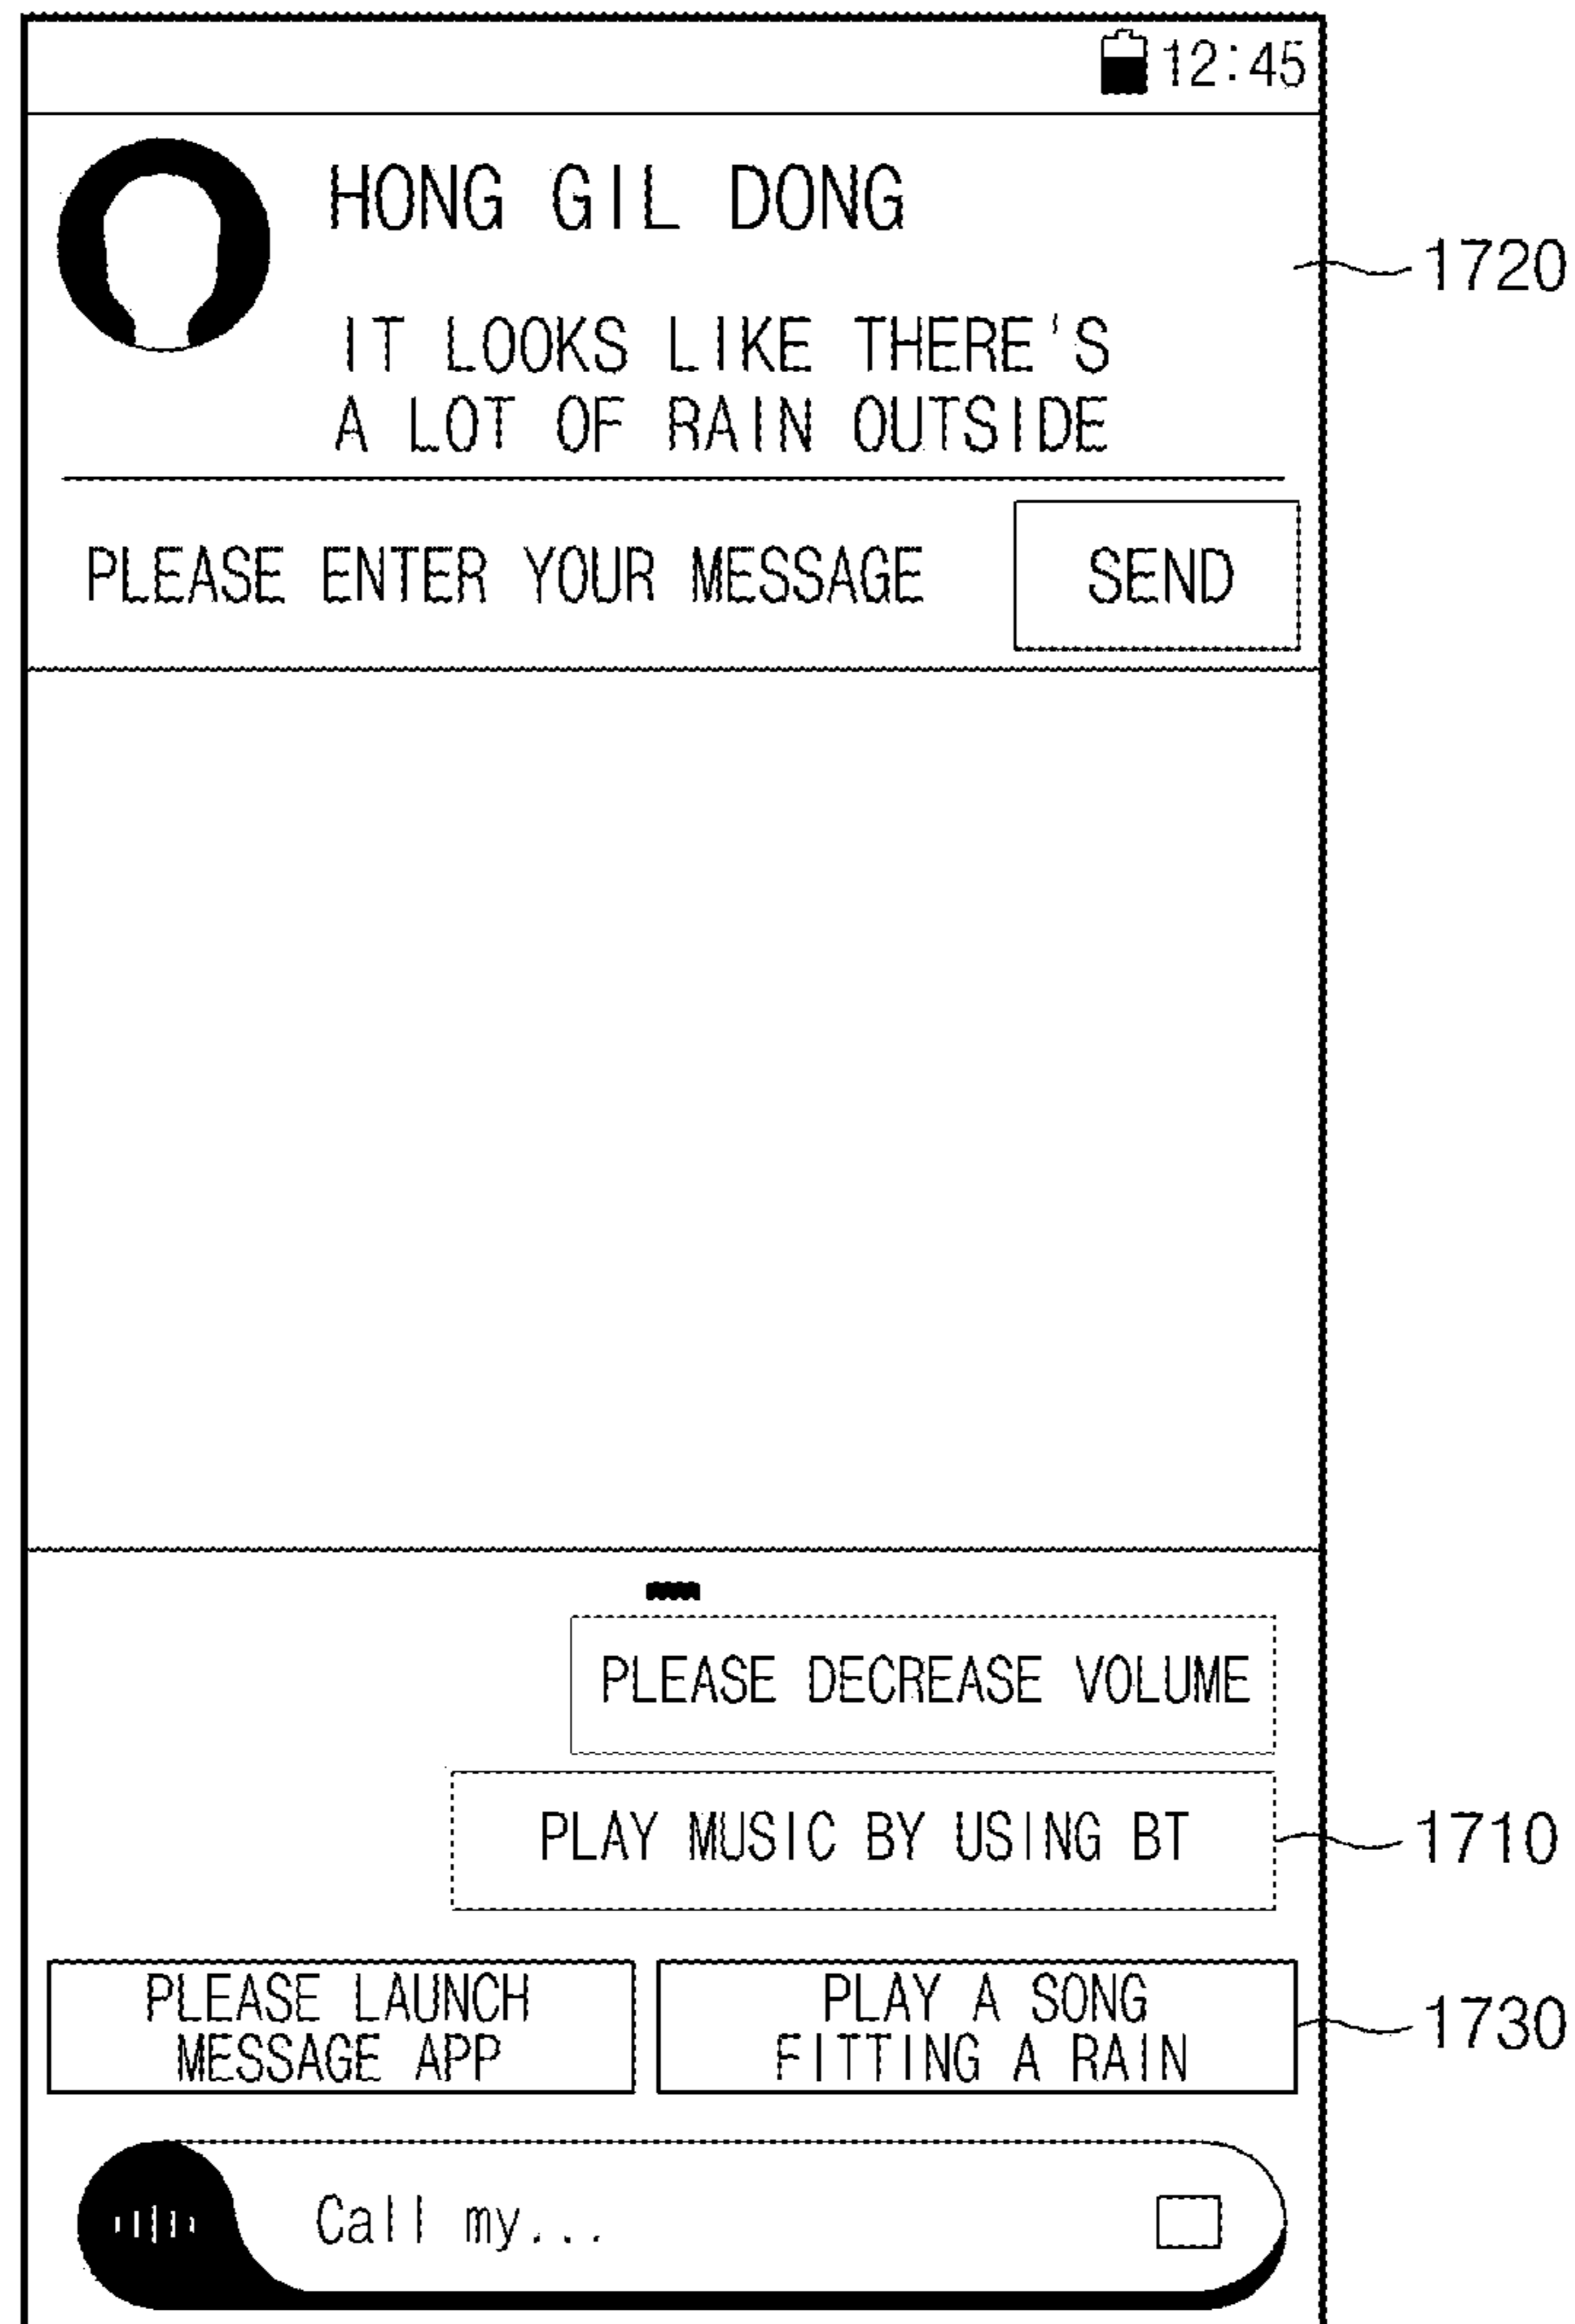 12:45
HONG GIL DONG
1720
IT LOOKS LIKE THERE'S
A LOT OF RAIN OUTSIDE
PLEASE ENTER YOUR MESSAGE
SEND
PLEASE DECREASE VOLUME
PLAY MUSIC BY USING BT
1710
PLEASE LAUNCH
MESSAGE APP
PLAY A SONG
FITTING A RAIN
1730
Call my...